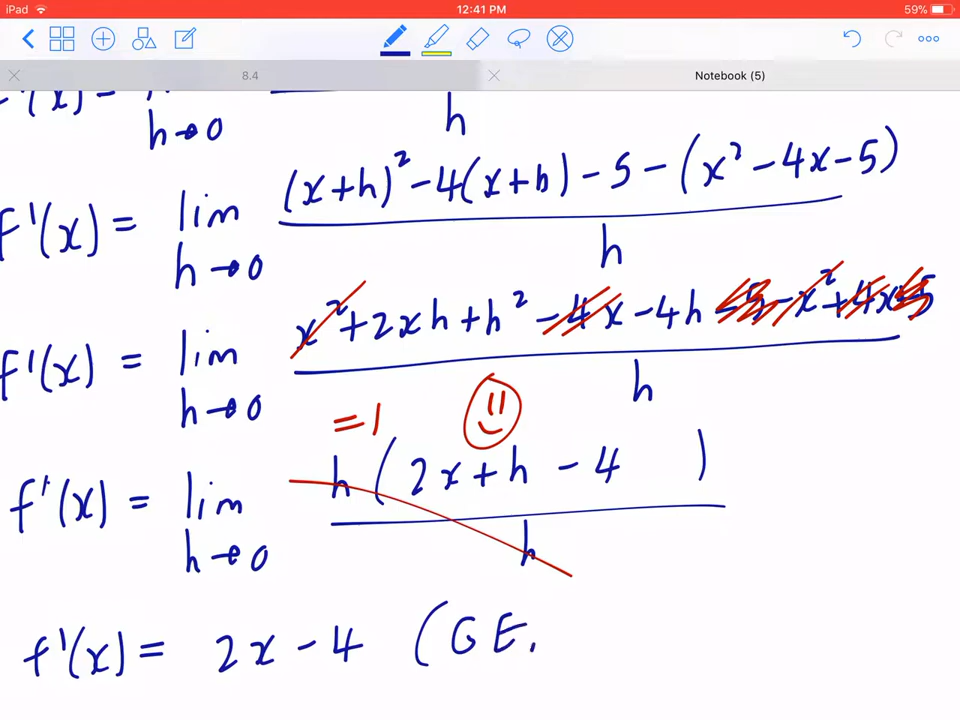 iPad 12:41 PM 59%
8.4 Notebook (5)
f'(x) =
h→0 h
(x+h)² - 4(x+h) - 5 - (x² - 4x - 5)
f'(x) = lim
h→0 h
x² + 2xh + h² - 4x - 4h - 5 - x² + 4x + 5
f'(x) = lim
h→0 h
= 1
h ( 2x + h - 4 )
f'(x) = lim
h→0 h
f'(x) = 2x - 4 (GE.